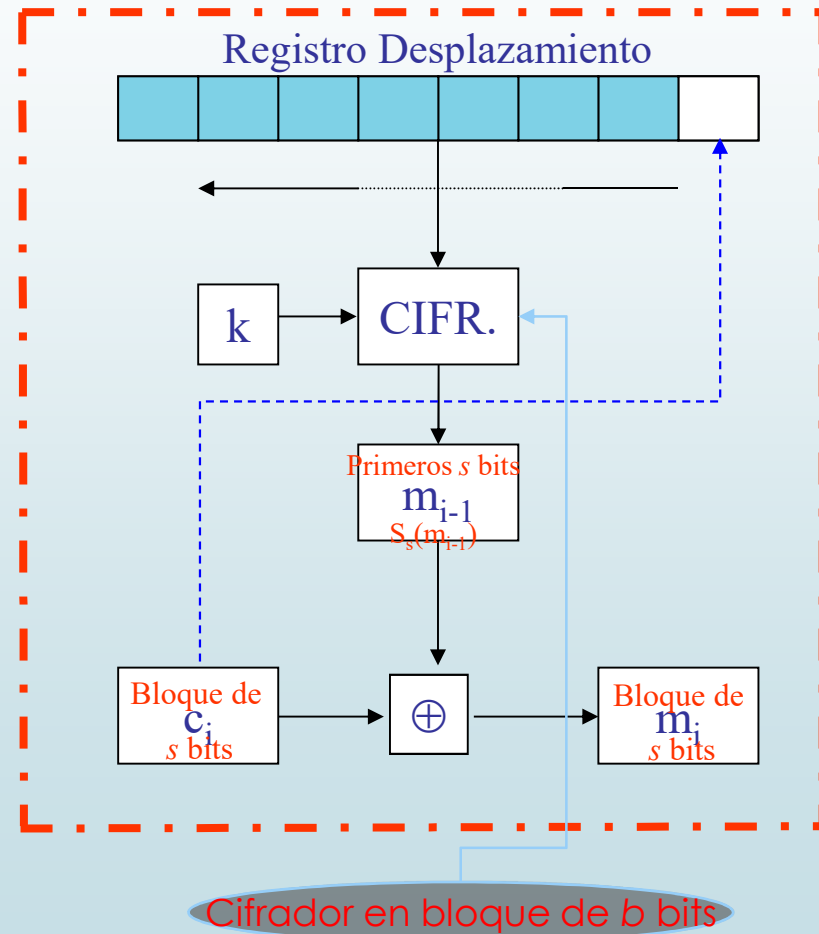 Registro Desplazamiento
k
CIFR.
Primeros s bits
mᵢ₋₁
Sₛ(mᵢ₋₁)
Bloque de
cᵢ
s bits
⊕
Bloque de
mᵢ
s bits
Cifrador en bloque de b bits